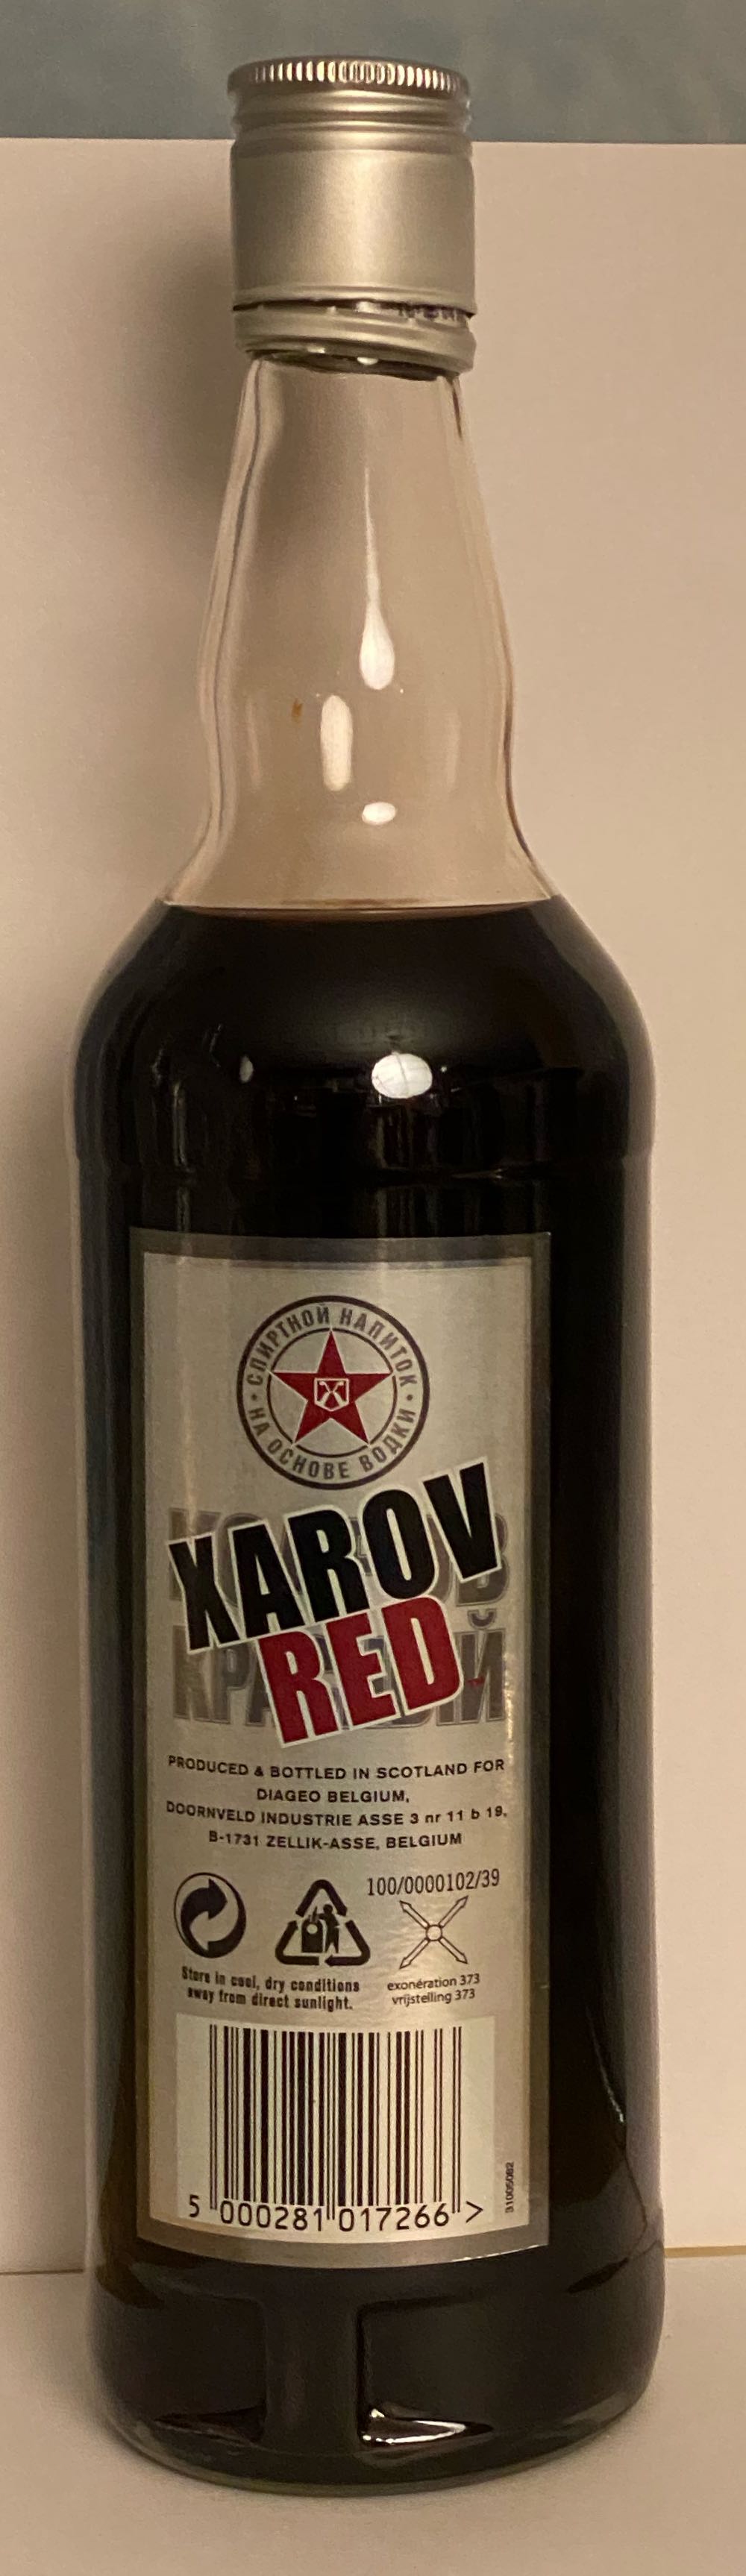 СПИРТНОЙ НАПИТОК
НА ОСНОВЕ ВОДКИ
XAROV
RED
™
PRODUCED & BOTTLED IN SCOTLAND FOR
DIAGEO BELGIUM,
DOORNVELD INDUSTRIE ASSE 3 nr 11 b 19,
B-1731 ZELLIK-ASSE, BELGIUM
100/0000102/39
Store in cool, dry conditions
away from direct sunlight.
exonération 373
vrijstelling 373
5 000281 017266 >
31005082